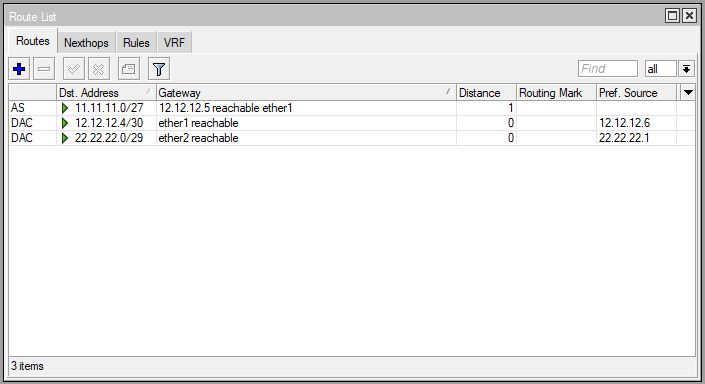 Route List
Routes Nexthops Rules VRF
Find all
Dst. Address Gateway Distance Routing Mark Pref. Source
AS 11.11.11.0/27 12.12.12.5 reachable ether1 1
DAC 12.12.12.4/30 ether1 reachable 0 12.12.12.6
DAC 22.22.22.0/29 ether2 reachable 0 22.22.22.1
3 items